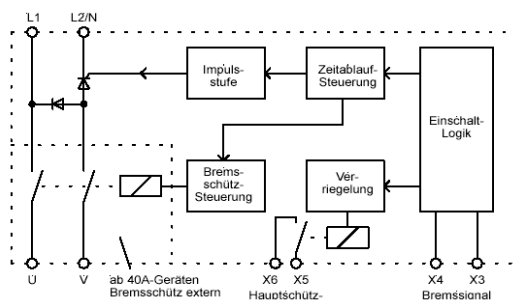 L1 L2/N
Impuls-
stufe
Zeitablauf-
Steuerung
Einschalt-
Logik
Brems-
schütz-
Steuerung
Ver-
riegelung
U V ab 40A-Geräten
Bremsschütz extern
X6 X5
Hauptschütz-
X4 X3
Bremssignal